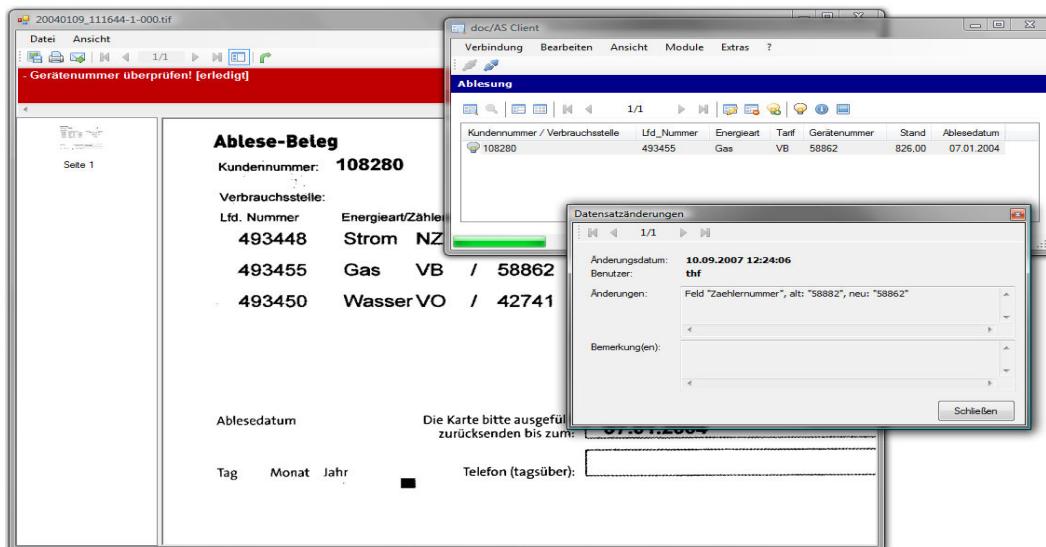 20040109_111644-1-000.tif
Datei Ansicht
1/1
- Gerätenummer überprüfen! [erledigt]
Seite 1
Ablese-Beleg
Kundennummer: 108280
Verbrauchsstelle:
Lfd. Nummer Energieart/Zähler
493448 Strom NZ
493455 Gas VB / 58862
493450 Wasser VO / 42741
Ablesedatum
Die Karte bitte ausgefül
zurücksenden bis zum: 07.01.2004
Tag Monat Jahr
Telefon (tagsüber):
doc/AS Client
Verbindung Bearbeiten Ansicht Module Extras ?
Ablesung
1/1
Kundennummer / Verbrauchsstelle Lfd_Nummer Energieart Tarif Gerätenummer Stand Ablesedatum
108280 493455 Gas VB 58862 826,00 07.01.2004
Datensatzänderungen
1/1
Änderungsdatum: 10.09.2007 12:24:06
Benutzer: thf
Änderungen: Feld "Zaehlernummer", alt: "58882", neu: "58862"
Bemerkung(en):
Schließen